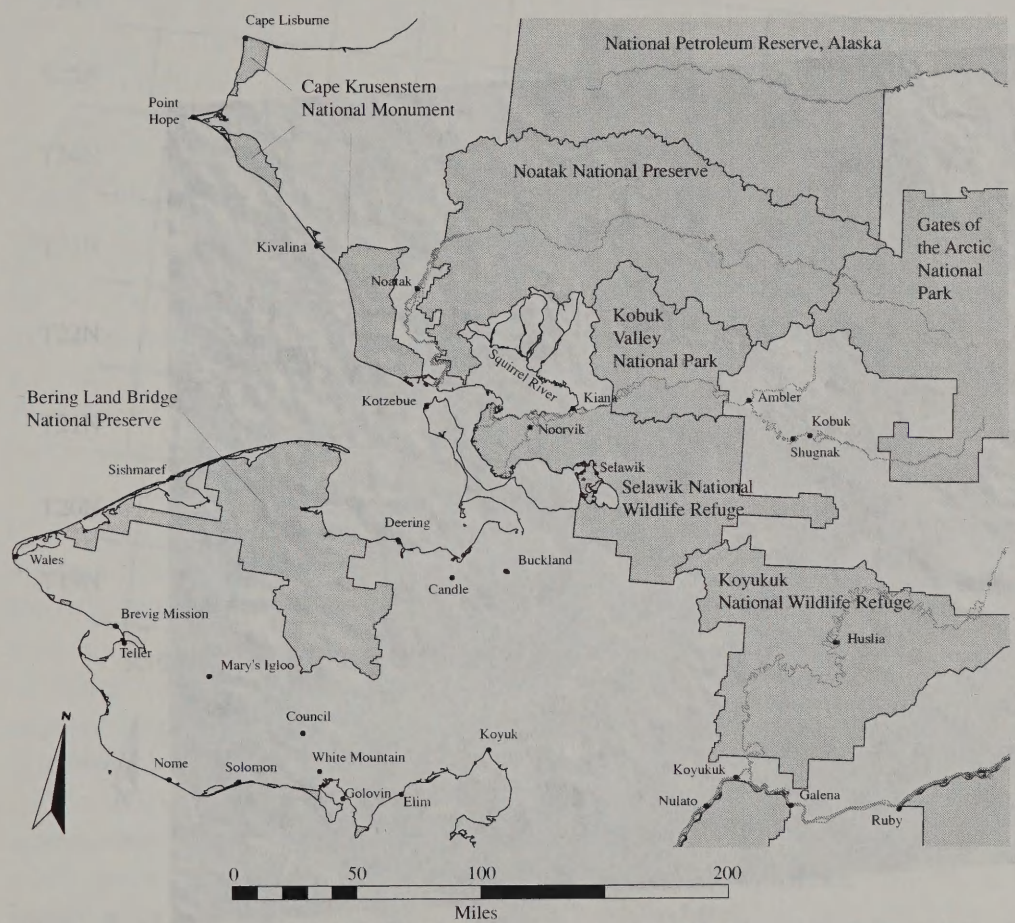 Cape Lisburne
National Petroleum Reserve, Alaska
Cape Krusenstern
National Monument
Point
Hope
Noatak National Preserve
Gates of
the Arctic
National
Park
Kivalina
Noatak
Kobuk
Valley
National Park
Squirrel River
Bering Land Bridge
National Preserve
Kotzebue
Kiana
Ambler
Noorvik
Kobuk
Shugnak
Sishmaref
Selawik
Selawik National
Wildlife Refuge
Deering
Wales
Buckland
Candle
Koyukuk
National Wildlife Refuge
Brevig Mission
Teller
Huslia
Mary's Igloo
N
Council
Koyuk
White Mountain
Nome
Solomon
Golovin
Elim
Koyukuk
Nulato
Galena
Ruby
0 50 100 200
Miles